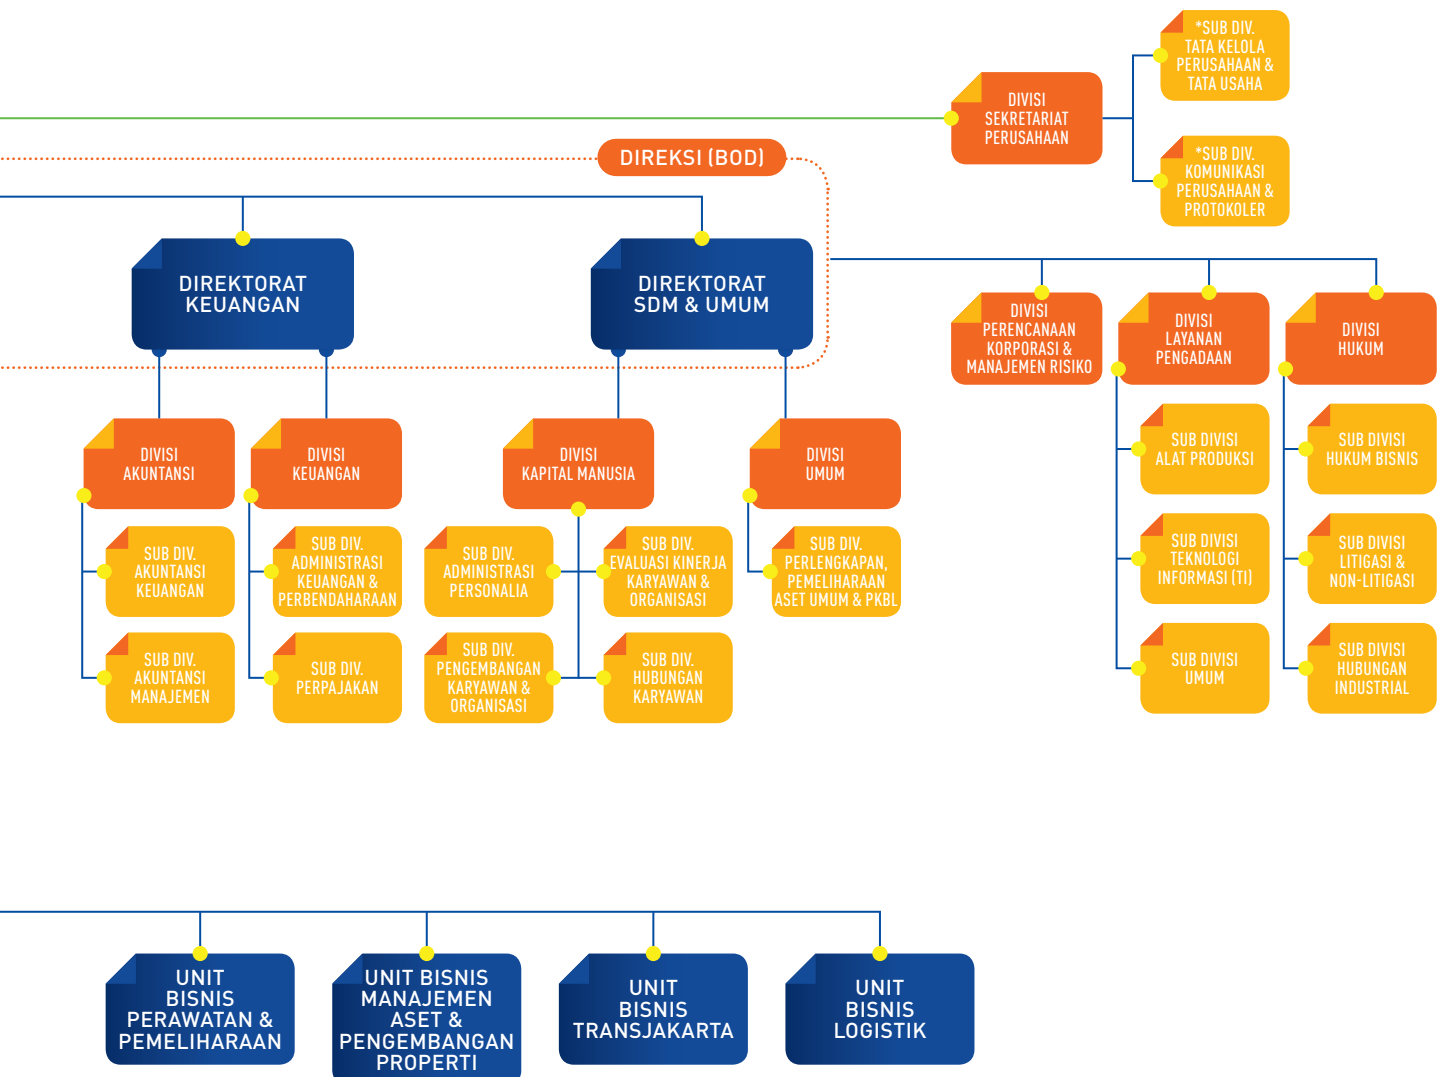 *SUB DIV.
TATA KELOLA
PERUSAHAAN &
TATA USAHA
DIVISI
SEKRETARIAT
PERUSAHAAN
*SUB DIV.
KOMUNIKASI
PERUSAHAAN &
PROTOKOLER
DIREKSI (BOD)
DIREKTORAT
KEUANGAN
DIREKTORAT
SDM & UMUM
DIVISI
PERENCANAAN
KORPORASI &
MANAJEMEN RISIKO
DIVISI
LAYANAN
PENGADAAN
DIVISI
HUKUM
DIVISI
AKUNTANSI
DIVISI
KEUANGAN
DIVISI
KAPITAL MANUSIA
DIVISI
UMUM
SUB DIVISI
ALAT PRODUKSI
SUB DIVISI
HUKUM BISNIS
SUB DIV.
AKUNTANSI
KEUANGAN
SUB DIV.
ADMINISTRASI
KEUANGAN &
PERBENDAHARAAN
SUB DIV.
ADMINISTRASI
PERSONALIA
SUB DIV.
EVALUASI KINERJA
KARYAWAN &
ORGANISASI
SUB DIV.
PERLENGKAPAN,
PEMELIHARAAN
ASET UMUM & PKBL
SUB DIVISI
TEKNOLOGI
INFORMASI (TI)
SUB DIVISI
LITIGASI &
NON-LITIGASI
SUB DIV.
AKUNTANSI
MANAJEMEN
SUB DIV.
PERPAJAKAN
SUB DIV.
PENGEMBANGAN
KARYAWAN &
ORGANISASI
SUB DIV.
HUBUNGAN
KARYAWAN
SUB DIVISI
UMUM
SUB DIVISI
HUBUNGAN
INDUSTRIAL
UNIT
BISNIS
PERAWATAN &
PEMELIHARAAN
UNIT BISNIS
MANAJEMEN
ASET &
PENGEMBANGAN
PROPERTI
UNIT
BISNIS
TRANSJAKARTA
UNIT
BISNIS
LOGISTIK